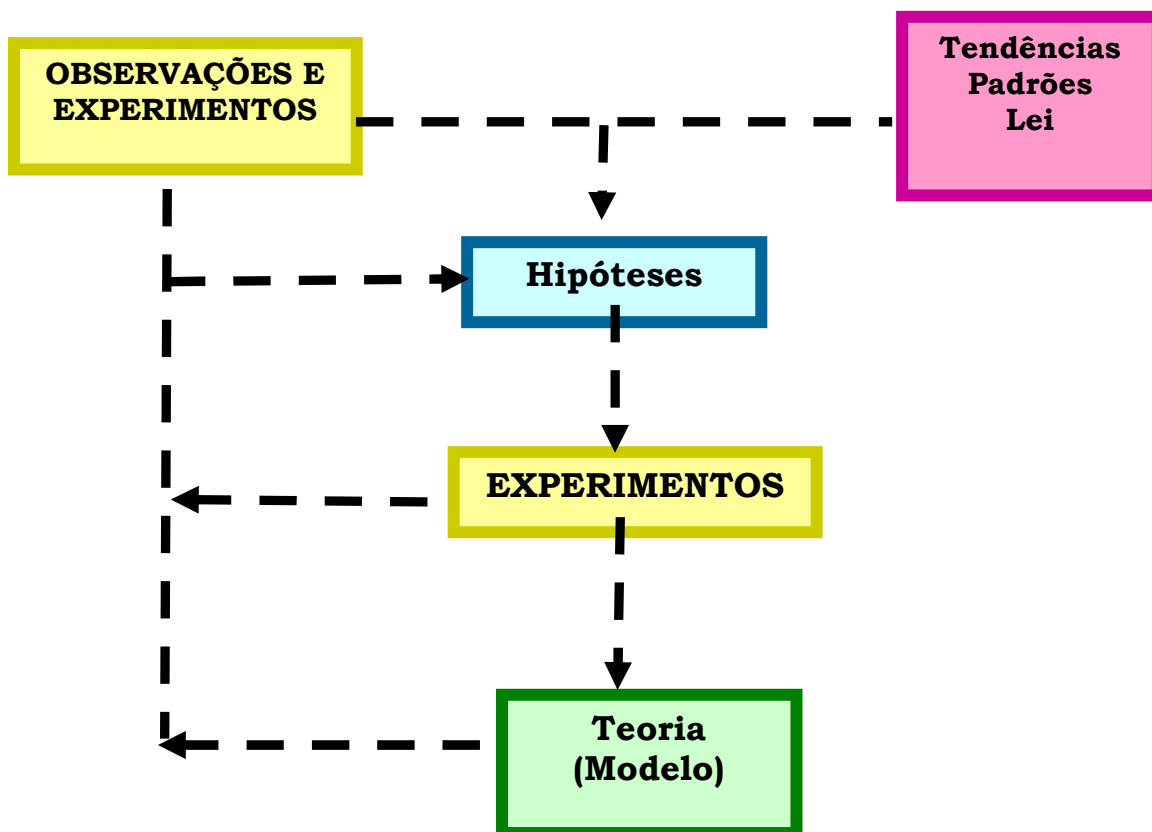 OBSERVAÇÕES E
EXPERIMENTOS
Tendências
Padrões
Lei
Hipóteses
EXPERIMENTOS
Teoria
(Modelo)